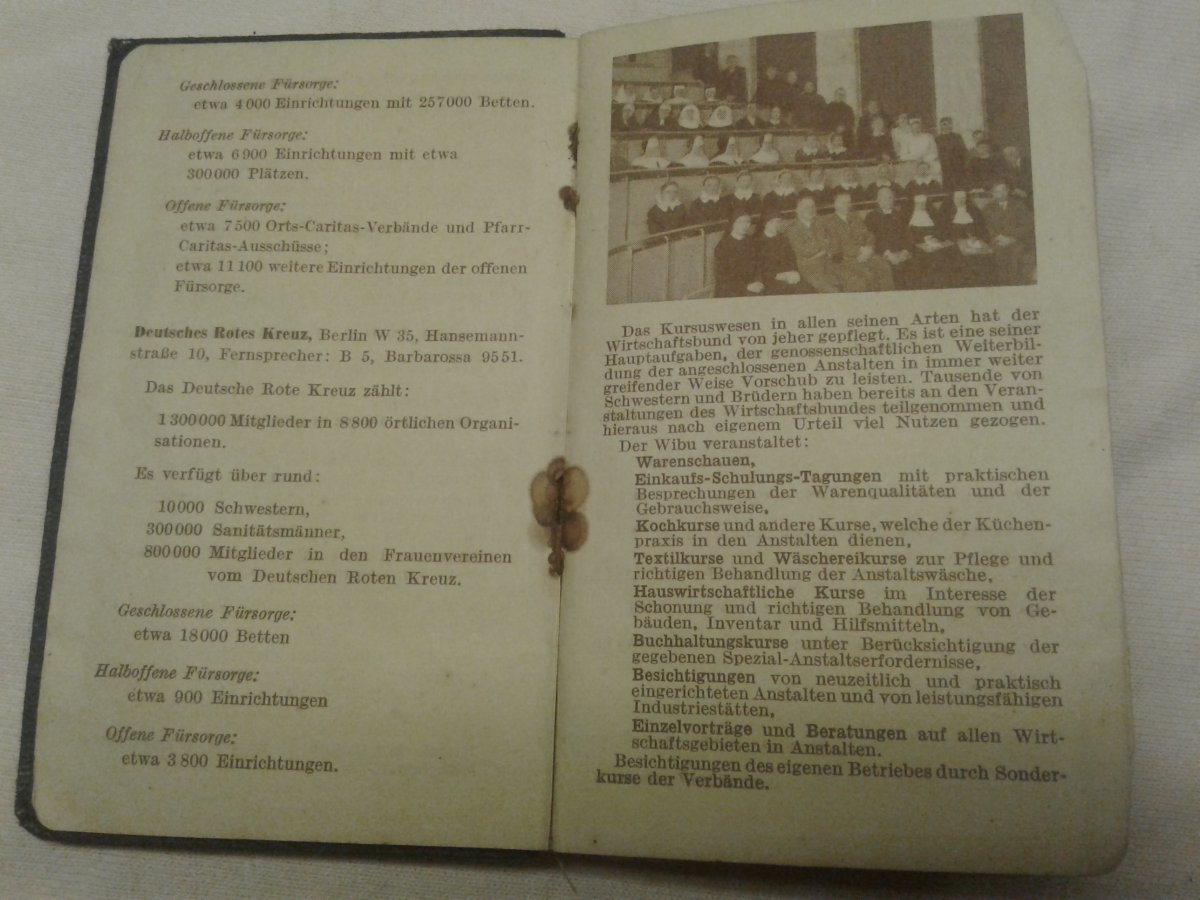 Geschlossene Fürsorge:
etwa 4000 Einrichtungen mit 257000 Betten.
Halboffene Fürsorge:
etwa 6900 Einrichtungen mit etwa
300000 Plätzen.
Offene Fürsorge:
etwa 7500 Orts-Caritas-Verbände und Pfarr-
Caritas-Ausschüsse;
etwa 11100 weitere Einrichtungen der offenen
Fürsorge.
Deutsches Rotes Kreuz, Berlin W 35, Hansemann-
straße 10, Fernsprecher: B 5, Barbarossa 9551.
Das Deutsche Rote Kreuz zählt:
1300000 Mitglieder in 8800 örtlichen Organi-
sationen.
Es verfügt über rund:
10000 Schwestern,
300000 Sanitätsmänner,
800000 Mitglieder in den Frauenvereinen
vom Deutschen Roten Kreuz.
Geschlossene Fürsorge:
etwa 18000 Betten
Halboffene Fürsorge:
etwa 900 Einrichtungen
Offene Fürsorge:
etwa 3800 Einrichtungen.
Das Kursuswesen in allen seinen Arten hat der
Wirtschaftsbund von jeher gepflegt. Es ist eine seiner
Hauptaufgaben, der genossenschaftlichen Weiterbil-
dung der angeschlossenen Anstalten in immer weiter
greifender Weise Vorschub zu leisten. Tausende von
Schwestern und Brüdern haben bereits an den Veran-
staltungen des Wirtschaftsbundes teilgenommen und
hieraus nach eigenem Urteil viel Nutzen gezogen.
Der Wibu veranstaltet:
Warenschauen,
Einkaufs-Schulungs-Tagungen mit praktischen
Besprechungen der Warenqualitäten und der
Gebrauchsweise,
Kochkurse und andere Kurse, welche der Küchen-
praxis in den Anstalten dienen,
Textilkurse und Wäschereikurse zur Pflege und
richtigen Behandlung der Anstaltswäsche,
Hauswirtschaftliche Kurse im Interesse der
Schonung und richtigen Behandlung von Ge-
bäuden, Inventar und Hilfsmitteln,
Buchhaltungskurse unter Berücksichtigung der
gegebenen Spezial-Anstaltserfordernisse,
Besichtigungen von neuzeitlich und praktisch
eingerichteten Anstalten und von leistungsfähigen
Industriestätten,
Einzelvorträge und Beratungen auf allen Wirt-
schaftsgebieten in Anstalten.
Besichtigungen des eigenen Betriebes durch Sonder-
kurse der Verbände.